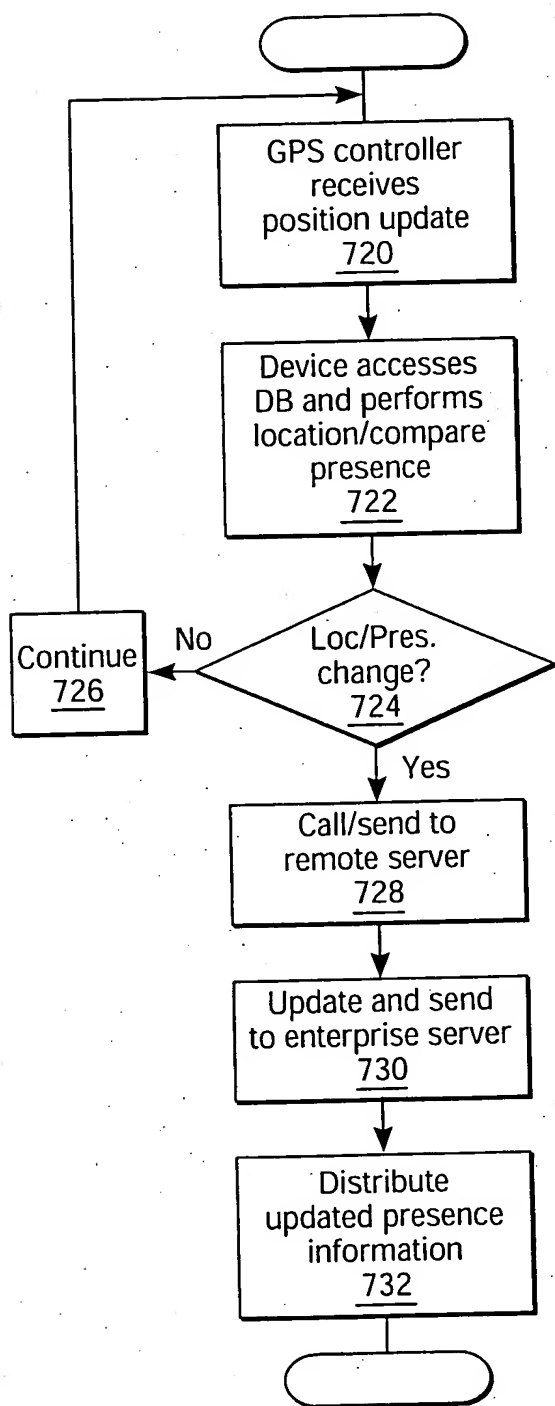 GPS controller
receives
position update
720
Device accesses
DB and performs
location/compare
presence
722
Loc/Pres.
change?
724
No
Continue
726
Yes
Call/send to
remote server
728
Update and send
to enterprise server
730
Distribute
updated presence
information
732